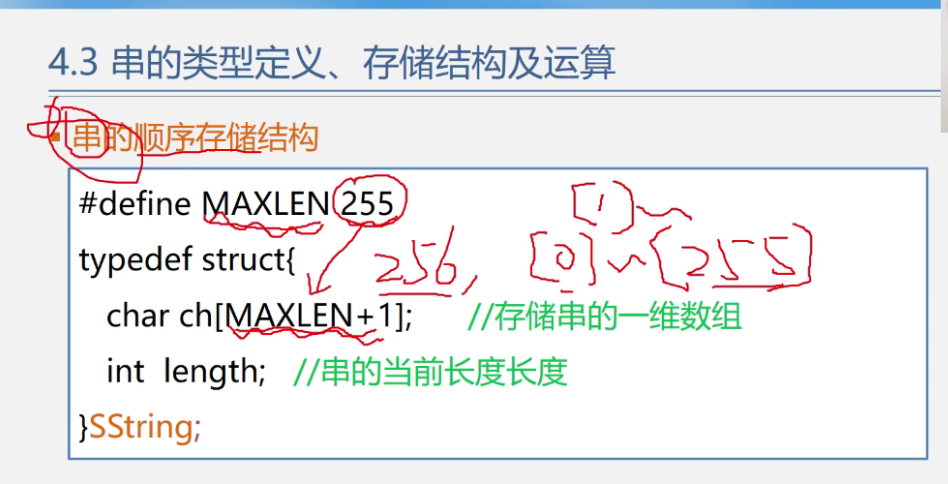 4.3 串的类型定义、存储结构及运算
串的顺序存储结构
#define MAXLEN 255
[1]~
typedef struct{
256, [0]~[255]
char ch[MAXLEN+1]; //存储串的一维数组
int length; //串的当前长度长度
}SString;